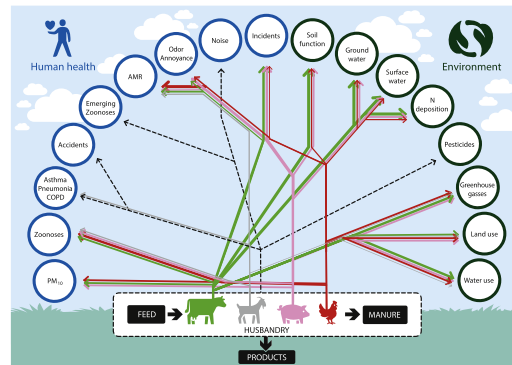 Human health
Environment
Noise
Incidents
Soil
function
Odor
Annoyance
Ground
water
AMR
Surface
water
Emerging
Zoonoses
N
deposition
Accidents
Pesticides
Asthma
Pneumonia
COPD
Greenhouse
gasses
Zoonoses
Land use
PM10
Water use
FEED
MANURE
HUSBANDRY
PRODUCTS